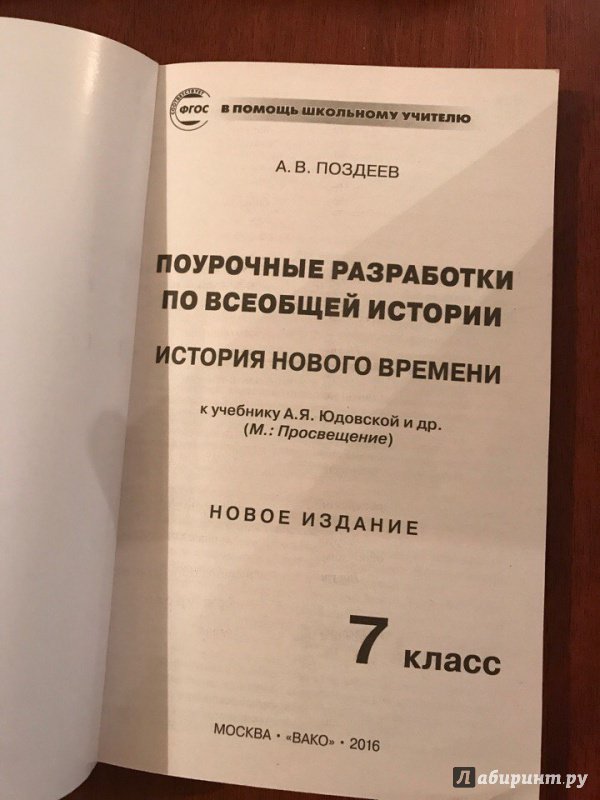 ФГОС
В ПОМОЩЬ ШКОЛЬНОМУ УЧИТЕЛЮ
А. В. ПОЗДЕЕВ
ПОУРОЧНЫЕ РАЗРАБОТКИ
ПО ВСЕОБЩЕЙ ИСТОРИИ
ИСТОРИЯ НОВОГО ВРЕМЕНИ
к учебнику А.Я. Юдовской и др.
(М.: Просвещение)
НОВОЕ ИЗДАНИЕ
7 класс
МОСКВА • «ВАКО» • 2016
Лабиринт.ру